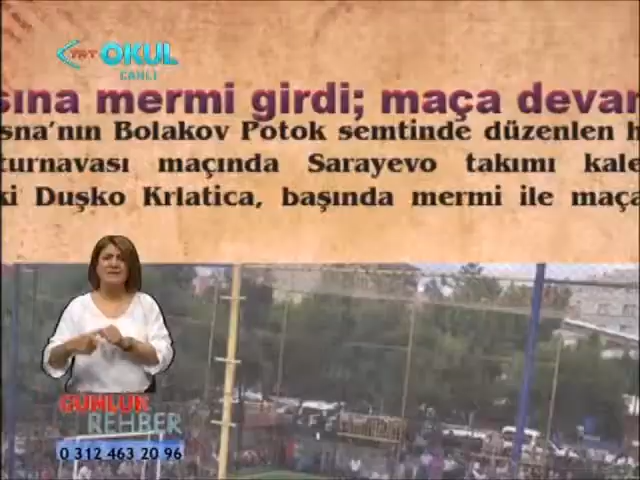 TRT OKUL
CANLI
sına mermi girdi; maça devam
sna'nın Bolakov Potok semtinde düzenlen h
turnavası maçında Sarayevo takımı kale
ki Duşko Krlatica, başında mermi ile maça
GÜNLÜK
REHBER
0 312 463 20 96